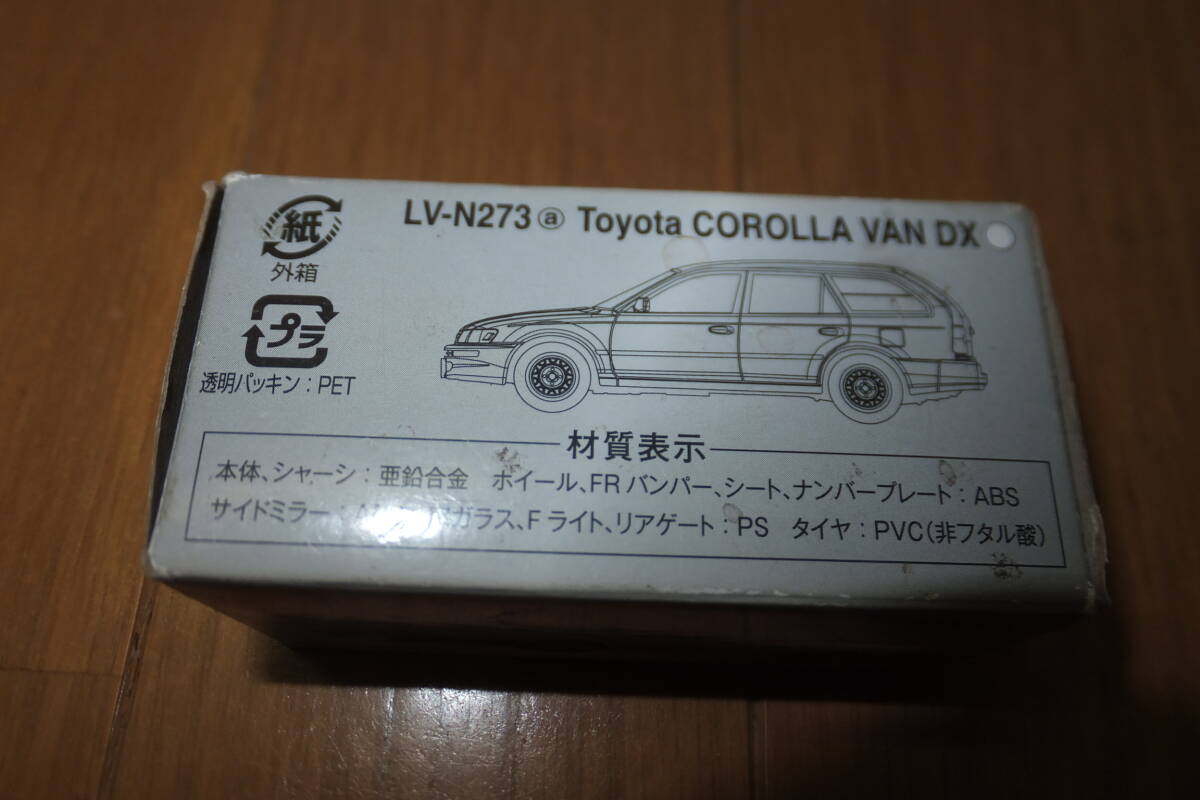 紙
外箱
プラ
透明パッキン：PET
LV-N273ⓐ Toyota COROLLA VAN DX
材質表示
本体、シャーシ：亜鉛合金　ホイール、FRバンパー、シート、ナンバープレート：ABS
サイドミラー： ガラス、Fライト、リアゲート：PS　タイヤ：PVC（非フタル酸）